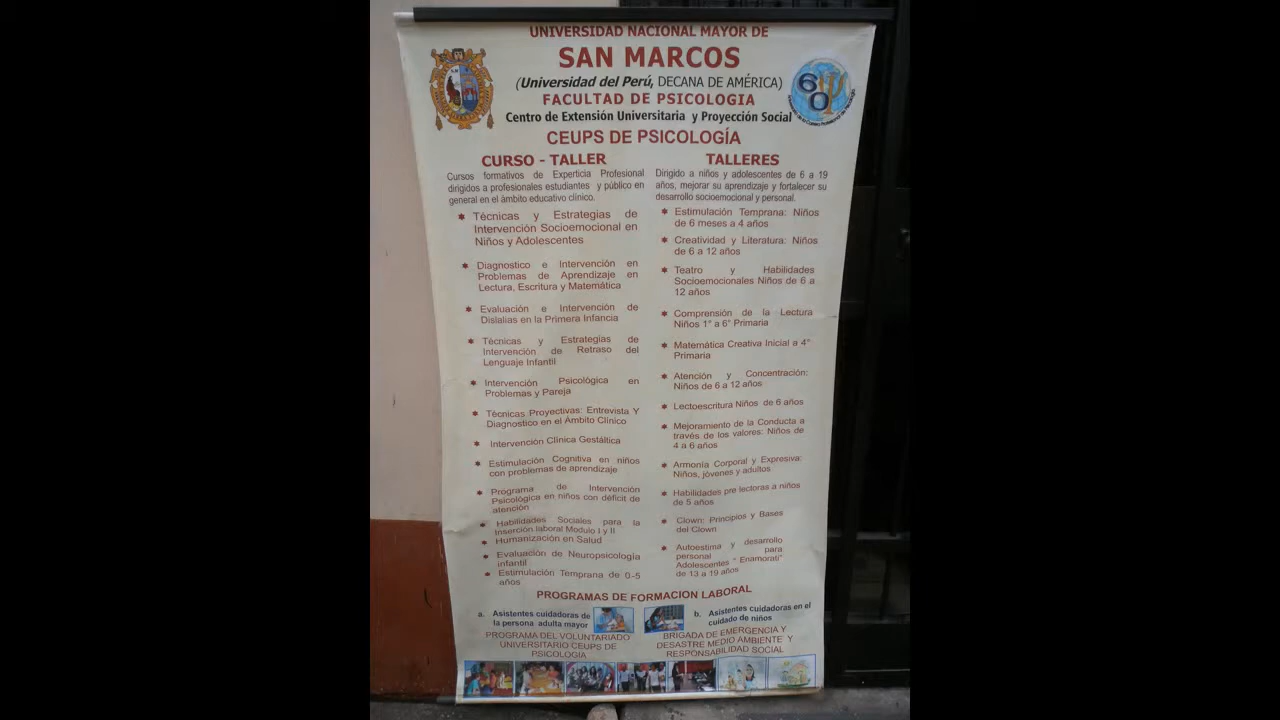 UNIVERSIDAD NACIONAL MAYOR DE
SAN MARCOS
(Universidad del Perú, DECANA DE AMÉRICA)
FACULTAD DE PSICOLOGIA
Centro de Extensión Universitaria y Proyección Social
CEUPS DE PSICOLOGÍA
60
CURSO - TALLER
Cursos formativos de Experticia Profesional
dirigidos a profesionales estudiantes y público en
general en el ámbito educativo clínico.
Técnicas y Estrategias de
Intervención Socioemocional en
Niños y Adolescentes
Diagnostico e Intervención en
Problemas de Aprendizaje en
Lectura, Escritura y Matemática
Evaluación e Intervención de
Dislalias en la Primera Infancia
Técnicas y Estrategias de
Intervención de Retraso del
Lenguaje Infantil
Intervención Psicológica en
Problemas y Pareja
Técnicas Proyectivas: Entrevista Y
Diagnostico en el Ámbito Clínico
Intervención Clínica Gestáltica
Estimulación Cognitiva en niños
con problemas de aprendizaje
Programa de Intervención
Psicológica en niños con déficit de
atención
Habilidades Sociales para la
Inserción laboral Modulo I y II
Humanización en Salud
Evaluación de Neuropsicología
infantil
Estimulación Temprana de 0-5
años
TALLERES
Dirigido a niños y adolescentes de 6 a 19
años, mejorar su aprendizaje y fortalecer su
desarrollo socioemocional y personal.
Estimulación Temprana: Niños
de 6 meses a 4 años
Creatividad y Literatura: Niños
de 6 a 12 años
Teatro y Habilidades
Socioemocionales Niños de 6 a
12 años
Comprensión de la Lectura
Niños 1° a 6° Primaria
Matemática Creativa Inicial a 4°
Primaria
Atención y Concentración:
Niños de 6 a 12 años
Lectoescritura Niños de 6 años
Mejoramiento de la Conducta a
través de los valores: Niños de
4 a 6 años
Armonía Corporal y Expresiva:
Niños, jóvenes y adultos
Habilidades pre lectoras a niños
de 5 años
Clown: Principios y Bases
del Clown
Autoestima y desarrollo
personal para
Adolescentes " Enamorati"
de 13 a 19 años
PROGRAMAS DE FORMACION LABORAL
a. Asistentes cuidadoras de
la persona adulta mayor
b. Asistentes cuidadoras en el
cuidado de niños
PROGRAMA DEL VOLUNTARIADO
UNIVERSITARIO CEUPS DE
PSICOLOGIA
BRIGADA DE EMERGENCIA Y
DESASTRE MEDIO AMBIENTE Y
RESPONSABILIDAD SOCIAL